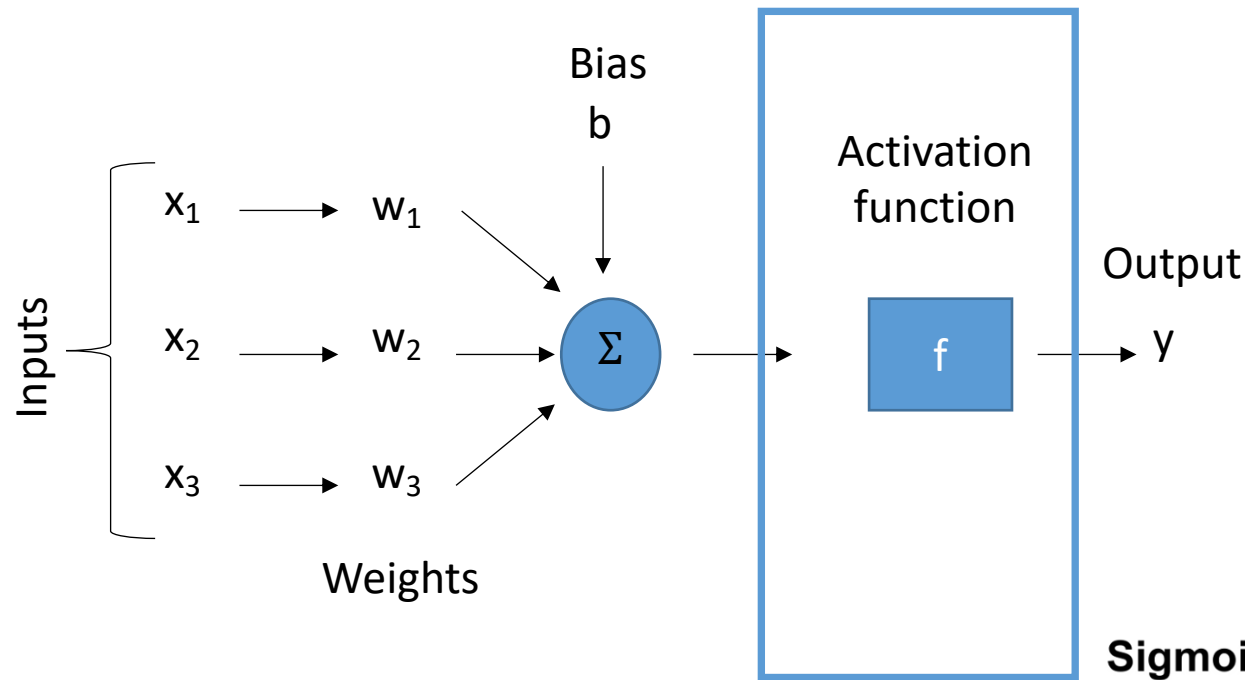 Bias
b
Activation
function
x₁ w₁
Output
Inputs
x₂ w₂ Σ f y
x₃ w₃
Weights
Sigmoi